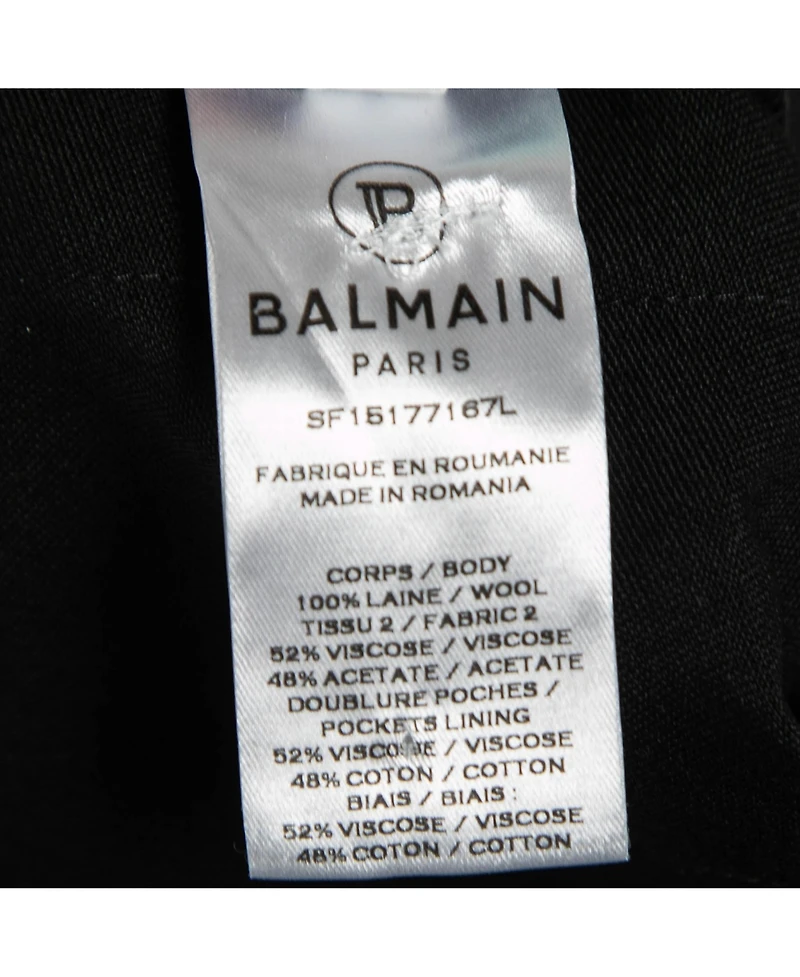 BALMAIN
PARIS
SF15177167L
FABRIQUE EN ROUMANIE
MADE IN ROMANIA
CORPS / BODY
100% LAINE / WOOL
TISSU 2 / FABRIC 2
52% VISCOSE / VISCOSE
48% ACETATE / ACETATE
DOUBLURE POCHES /
POCKETS LINING
52% VISCOSE / VISCOSE
48% COTON / COTTON
BIAIS / BIAIS :
52% VISCOSE / VISCOSE
48% COTON / COTTON